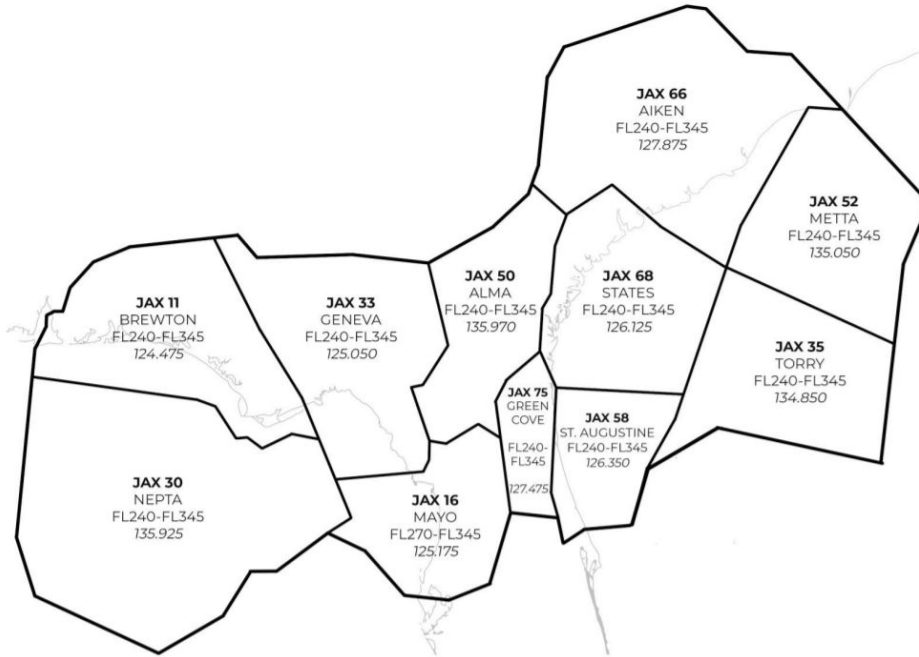 JAX 66
AIKEN
FL240-FL345
127.875
JAX 52
METTA
FL240-FL345
135.050
JAX 50
ALMA
FL240-FL345
135.970
JAX 68
STATES
FL240-FL345
126.125
JAX 11
BREWTON
FL240-FL345
124.475
JAX 33
GENEVA
FL240-FL345
125.050
JAX 35
TORRY
FL240-FL345
134.850
JAX 75
GREEN
COVE
FL240-
FL345
127.475
JAX 58
ST. AUGUSTINE
FL240-FL345
126.350
JAX 30
NEPTA
FL240-FL345
135.925
JAX 16
MAYO
FL270-FL345
125.175